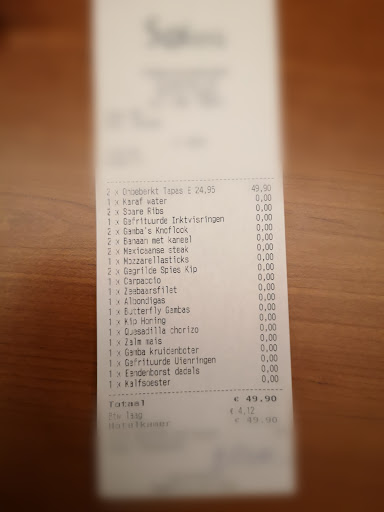 2 x Onbeperkt Tapas E 24,95 49,90
1 x Karaf water 0,00
2 x Spare Ribs 0,00
1 x Gefrituurde Inktvisringen 0,00
2 x Gamba's Knoflook 0,00
2 x Banaan met kaneel 0,00
2 x Mexicaanse steak 0,00
1 x Mozzarellasticks 0,00
2 x Gegrilde Spies Kip 0,00
1 x Carpaccio 0,00
1 x Zeebaarsfilet 0,00
1 x Albondigas 0,00
1 x Butterfly Gambas 0,00
1 x Kip Honing 0,00
1 x Quesadilla chorizo 0,00
1 x Zalm mais 0,00
1 x Gamba kruidenboter 0,00
1 x Gefrituurde Uienringen 0,00
1 x Eendenborst dadels 0,00
1 x Kalfsoester 0,00
Totaal € 49.90
Btw laag € 4,12
Hotelkamer € 49.90